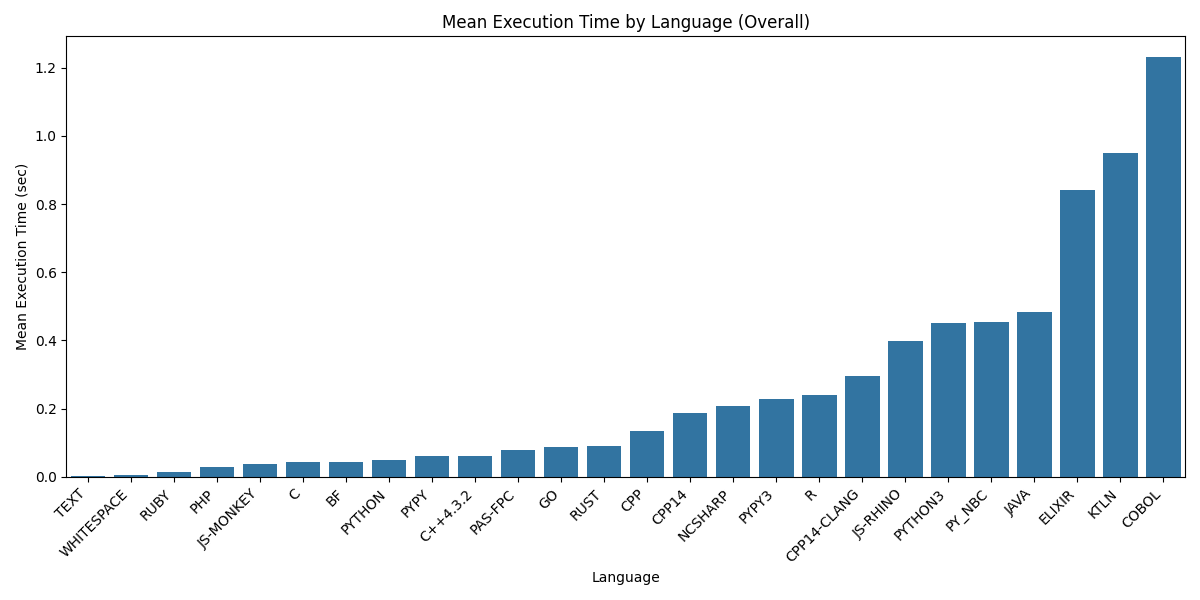 Mean Execution Time by Language (Overall)
Mean Execution Time (sec)
1.2
1.0
0.8
0.6
0.4
0.2
0.0
TEXT
WHITESPACE
RUBY
PHP
JS-MONKEY
C
BF
PYTHON
PYPY
C++4.3.2
PAS-FPC
GO
RUST
CPP
CPP14
NCSHARP
PYPY3
R
CPP14-CLANG
JS-RHINO
PYTHON3
PY_NBC
JAVA
ELIXIR
KTLN
COBOL
Language